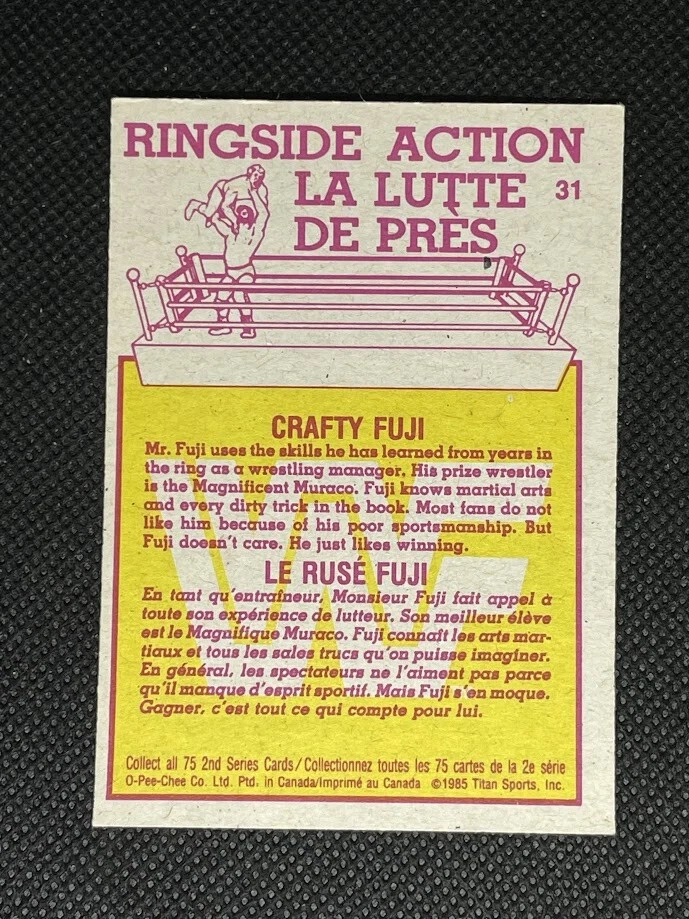 RINGSIDE ACTION
LA LUTTE 31
DE PRÈS
CRAFTY FUJI
Mr. Fuji uses the skills he has learned from years in
the ring as a wrestling manager. His prize wrestler
is the Magnificent Muraco. Fuji knows martial arts
and every dirty trick in the book. Most fans do not
like him because of his poor sportsmanship. But
Fuji doesn't care. He just likes winning.
LE RUSÉ FUJI
En tant qu'entraîneur, Monsieur Fuji fait appel à
toute son expérience de lutteur. Son meilleur élève
est le Magnifique Muraco. Fuji connaît les arts mar-
tiaux et tous les sales trucs qu'on puisse imaginer.
En général, les spectateurs ne l'aiment pas parce
qu'il manque d'esprit sportif. Mais Fuji s'en moque.
Gagner, c'est tout ce qui compte pour lui.
Collect all 75 2nd Series Cards/Collectionnez toutes les 75 cartes de la 2e série
O-Pee-Chee Co. Ltd. Ptd. in Canada/Imprimé au Canada ©1985 Titan Sports, Inc.